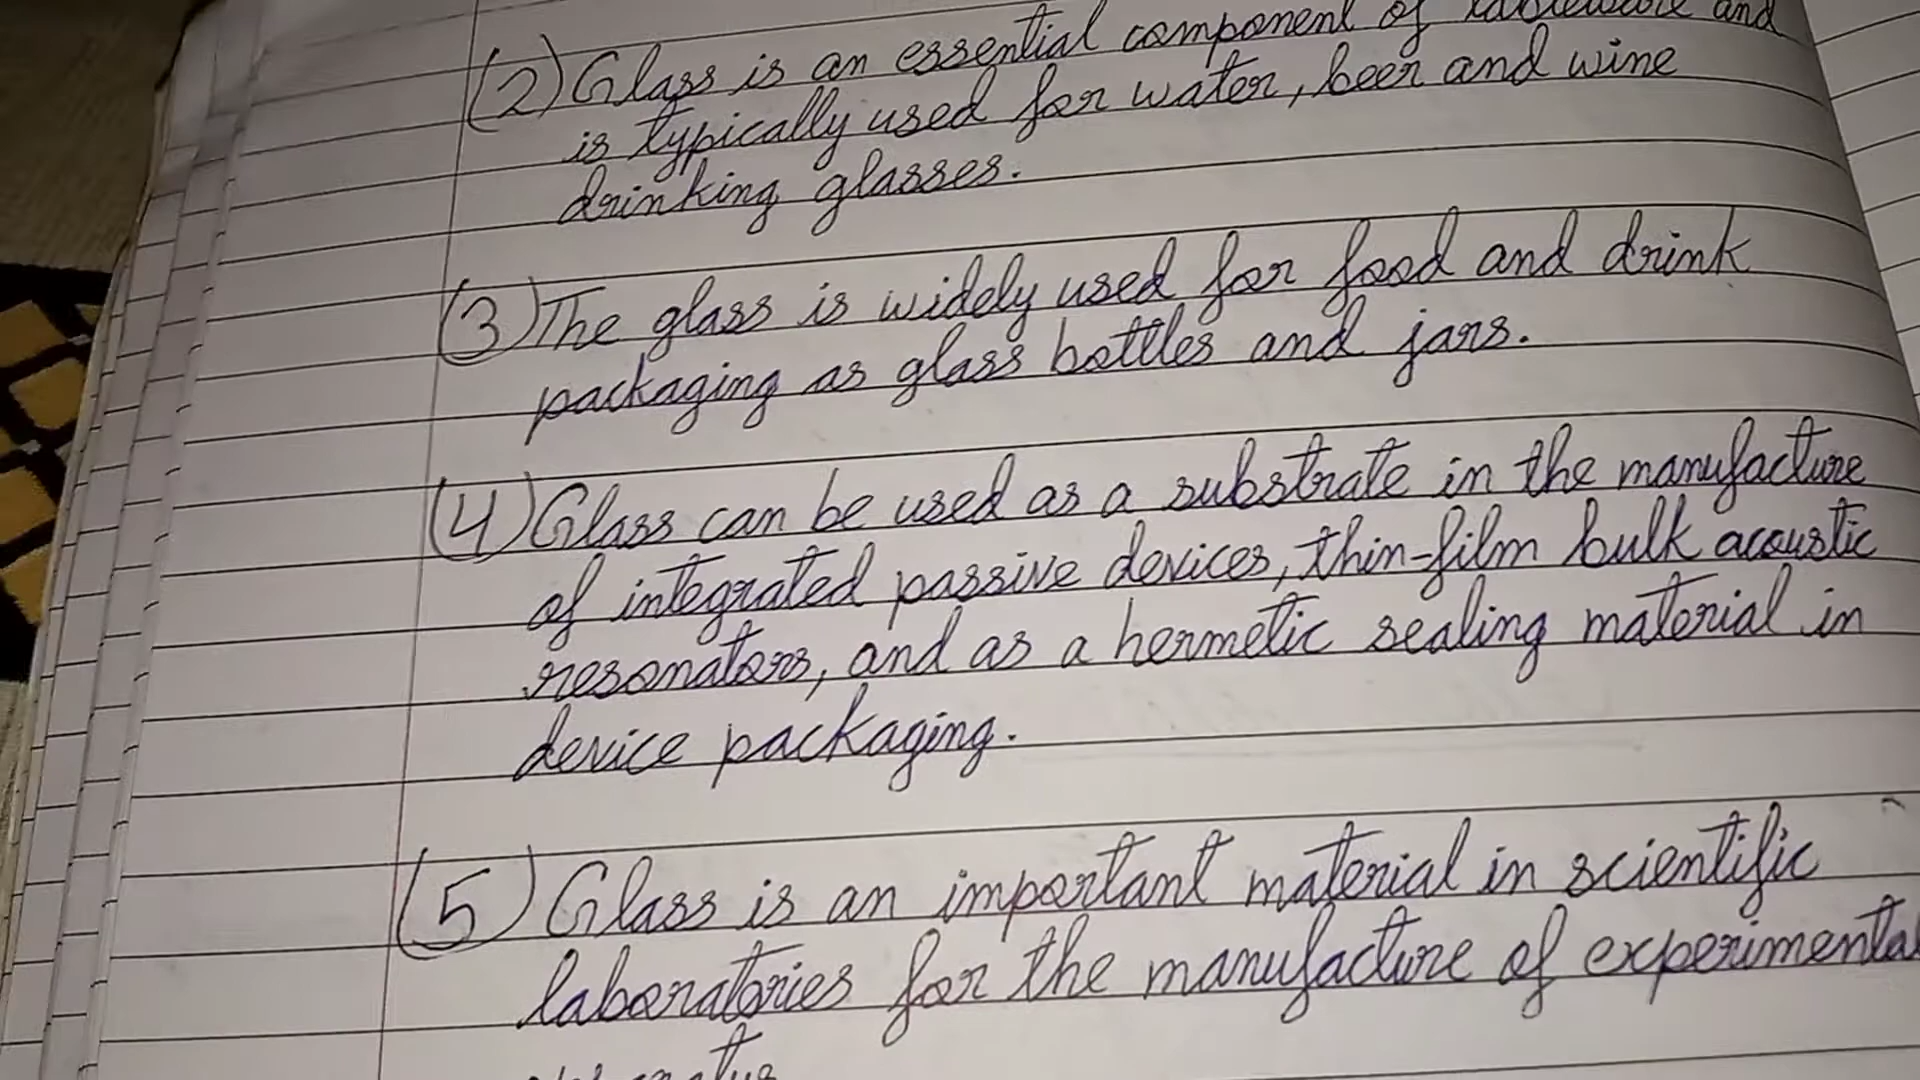 (2) Glass is an essential component of tableware and
is typically used for water, beer and wine
drinking glasses.
(3) The glass is widely used for food and drink
packaging as glass bottles and jars.
(4) Glass can be used as a substrate in the manufacture
of integrated passive devices, thin-film bulk acoustic
resonators, and as a hermetic sealing material in
device packaging.
(5) Glass is an important material in scientific
laboratories for the manufacture of experimental